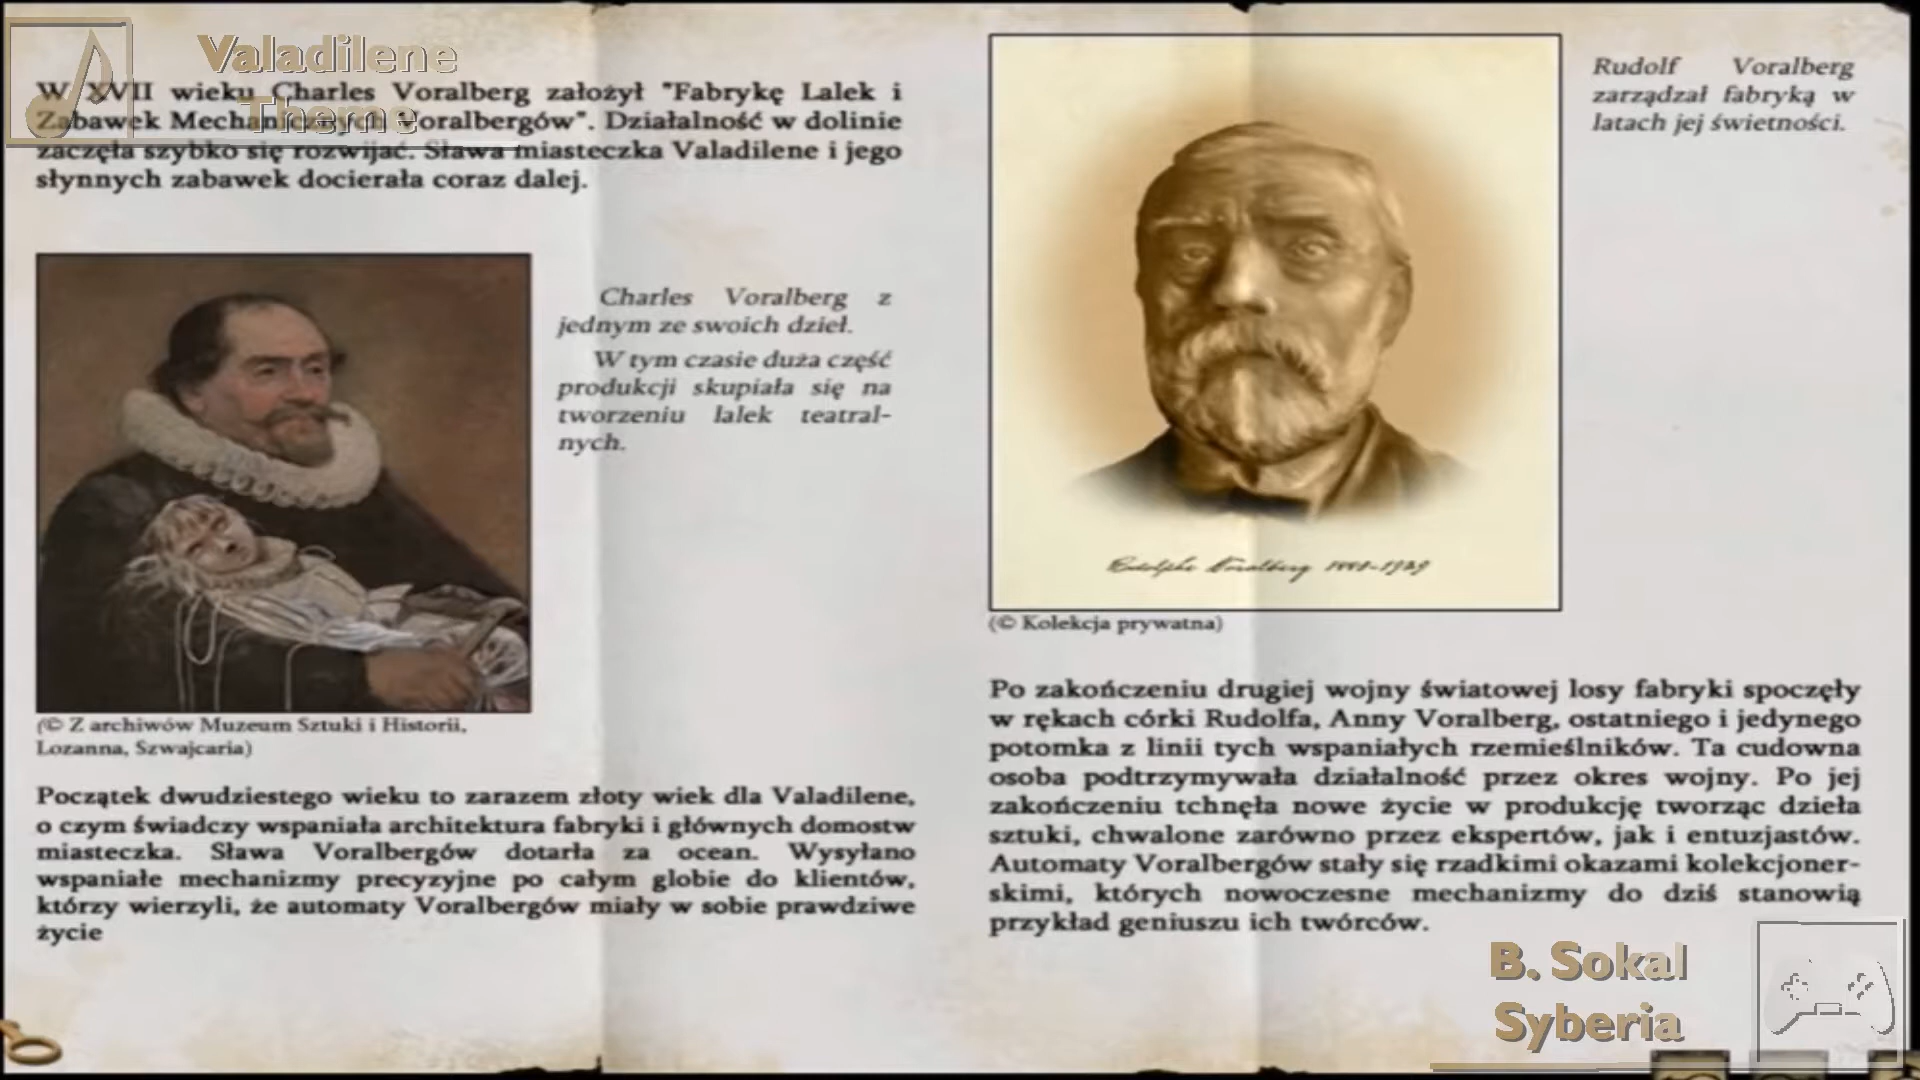 Valadilene
Theme
W XVII wieku Charles Voralberg założył "Fabrykę Lalek i
Zabawek Mechanicznych Voralbergów". Działalność w dolinie
zaczęła szybko się rozwijać. Sława miasteczka Valadilene i jego
słynnych zabawek docierała coraz dalej.
Charles Voralberg z
jednym ze swoich dzieł.
W tym czasie duża część
produkcji skupiała się na
tworzeniu lalek teatral-
nych.
(© Z archiwów Muzeum Sztuki i Historii,
Lozanna, Szwajcaria)
Początek dwudziestego wieku to zarazem złoty wiek dla Valadilene,
o czym świadczy wspaniała architektura fabryki i głównych domostw
miasteczka. Sława Voralbergów dotarła za ocean. Wysyłano
wspaniałe mechanizmy precyzyjne po całym globie do klientów,
którzy wierzyli, że automaty Voralbergów miały w sobie prawdziwe
życie
Rudolf Voralberg
zarządzał fabryką w
latach jej świetności.
Voralberg
(© Kolekcja prywatna)
Po zakończeniu drugiej wojny światowej losy fabryki spoczęły
w rękach córki Rudolfa, Anny Voralberg, ostatniego i jedynego
potomka z linii tych wspaniałych rzemieślników. Ta cudowna
osoba podtrzymywała działalność przez okres wojny. Po jej
zakończeniu tchnęła nowe życie w produkcję tworząc dzieła
sztuki, chwalone zarówno przez ekspertów, jak i entuzjastów.
Automaty Voralbergów stały się rzadkimi okazami kolekcjoner-
skimi, których nowoczesne mechanizmy do dziś stanowią
przykład geniuszu ich twórców.
B. Sokal
Syberia